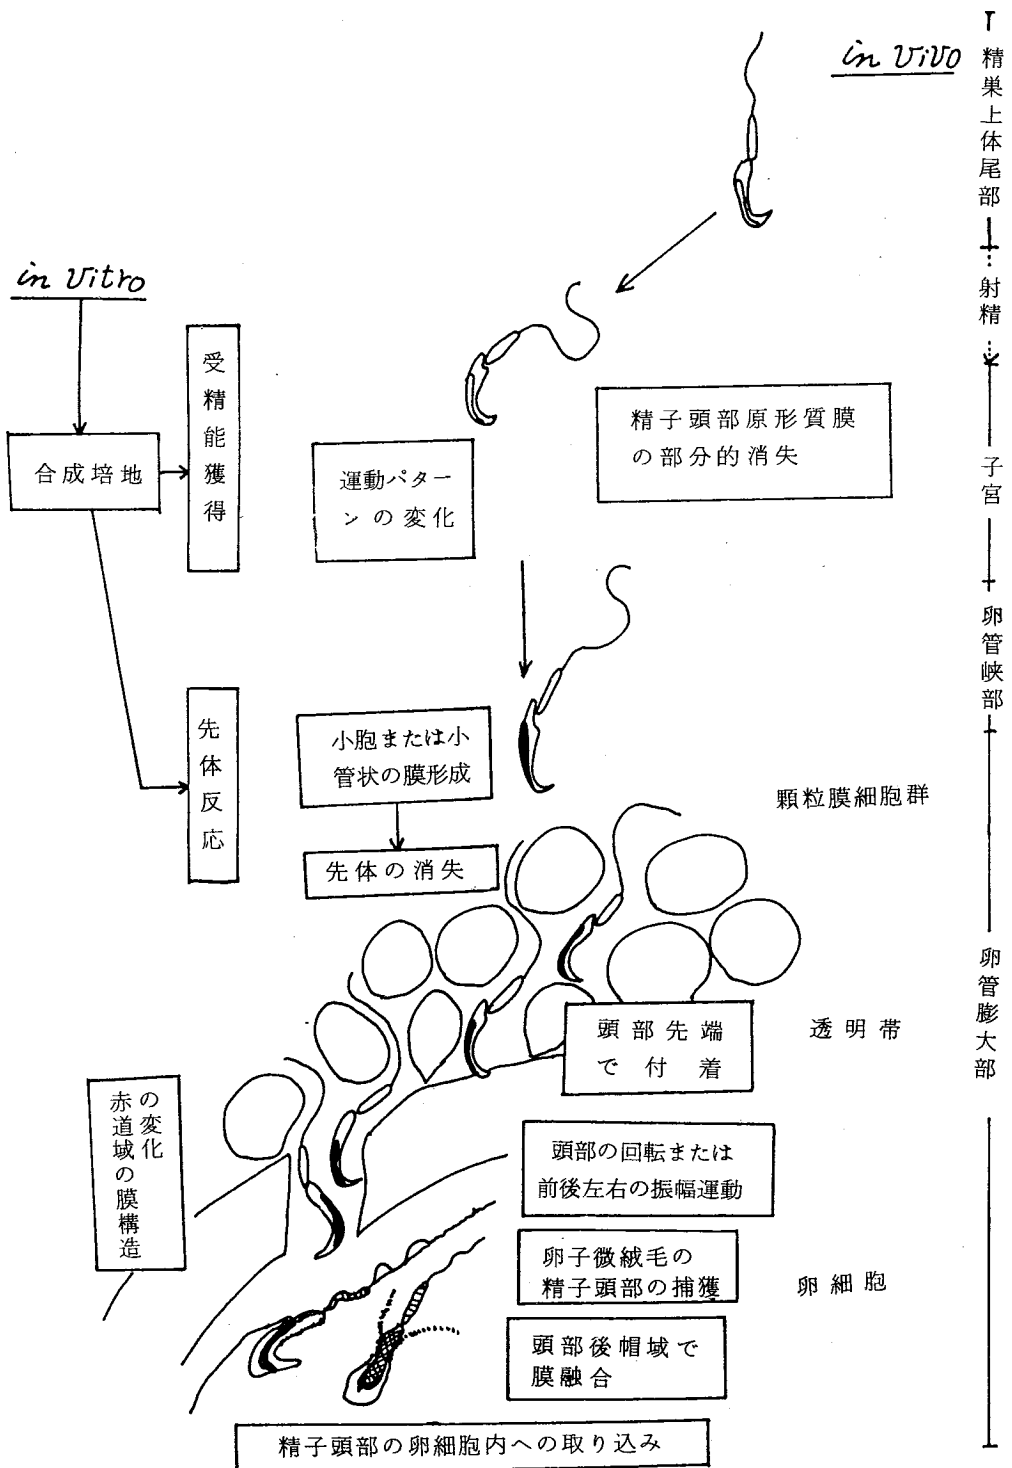 in vivo
精巣上体尾部
射精
子宮
卵管峡部
卵管膨大部
in vitro
合成培地
受精能獲得
運動パター
ンの変化
精子頭部原形質膜
の部分的消失
先体反応
小胞または小
管状の膜形成
先体の消失
顆粒膜細胞群
頭部先端
で付着
透明帯
の変化
赤道域の膜構造
頭部の回転または
前後左右の振幅運動
卵子微絨毛の
精子頭部の捕獲
卵細胞
頭部後帽域で
膜融合
精子頭部の卵細胞内への取り込み